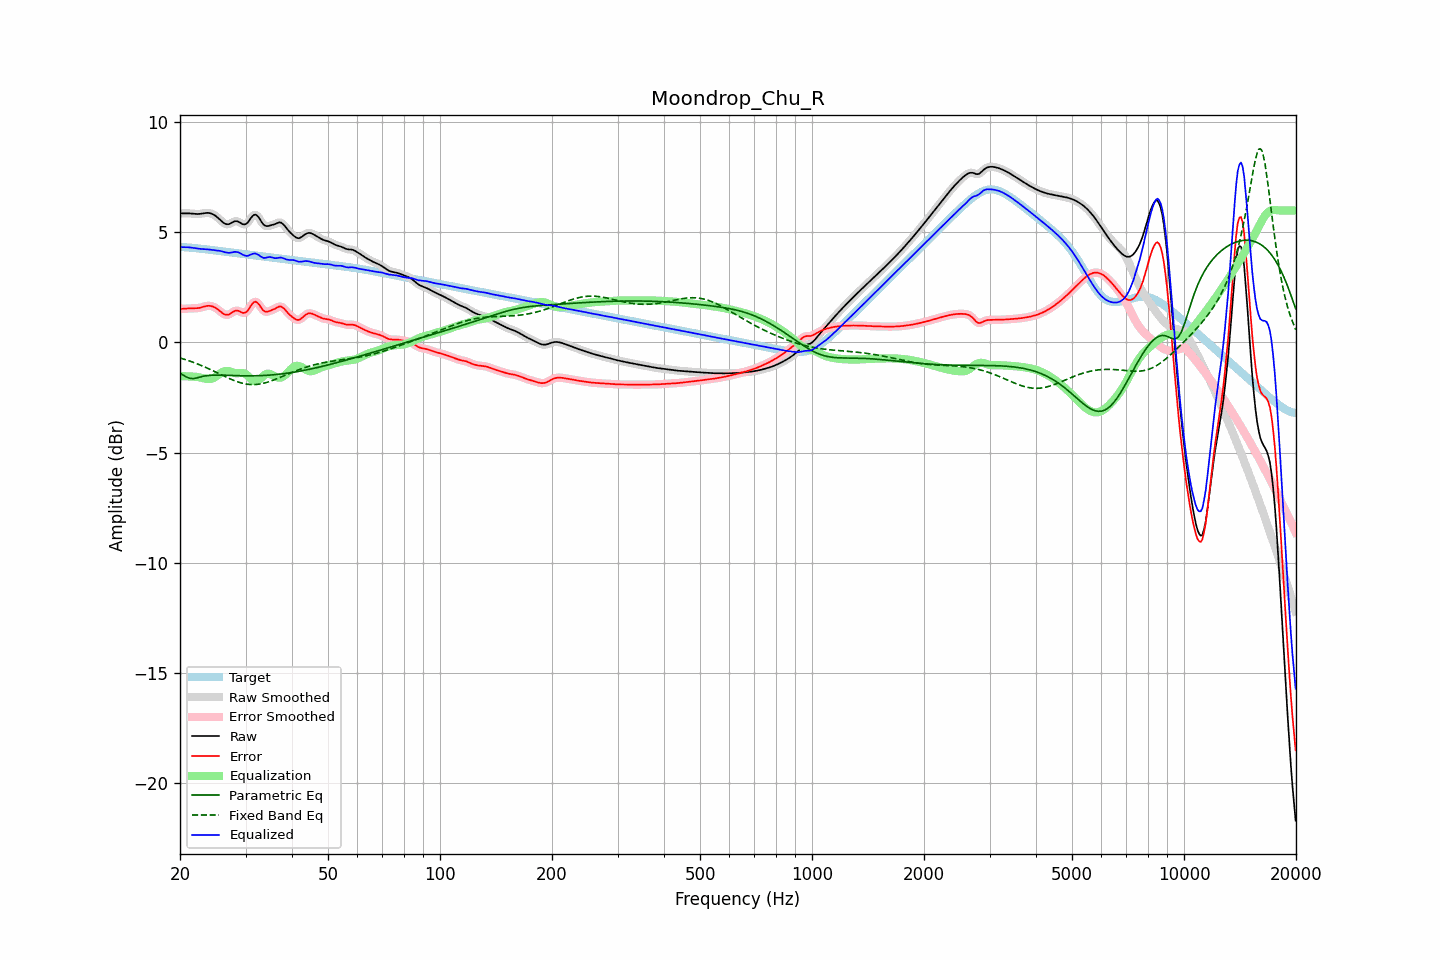 Moondrop_Chu_R
10
5
0
−5
−10
−15
−20
Amplitude (dBr)
Target
Raw Smoothed
Error Smoothed
Raw
Error
Equalization
Parametric Eq
Fixed Band Eq
Equalized
20 50 100 200 500 1000 2000 5000 10000 20000
Frequency (Hz)